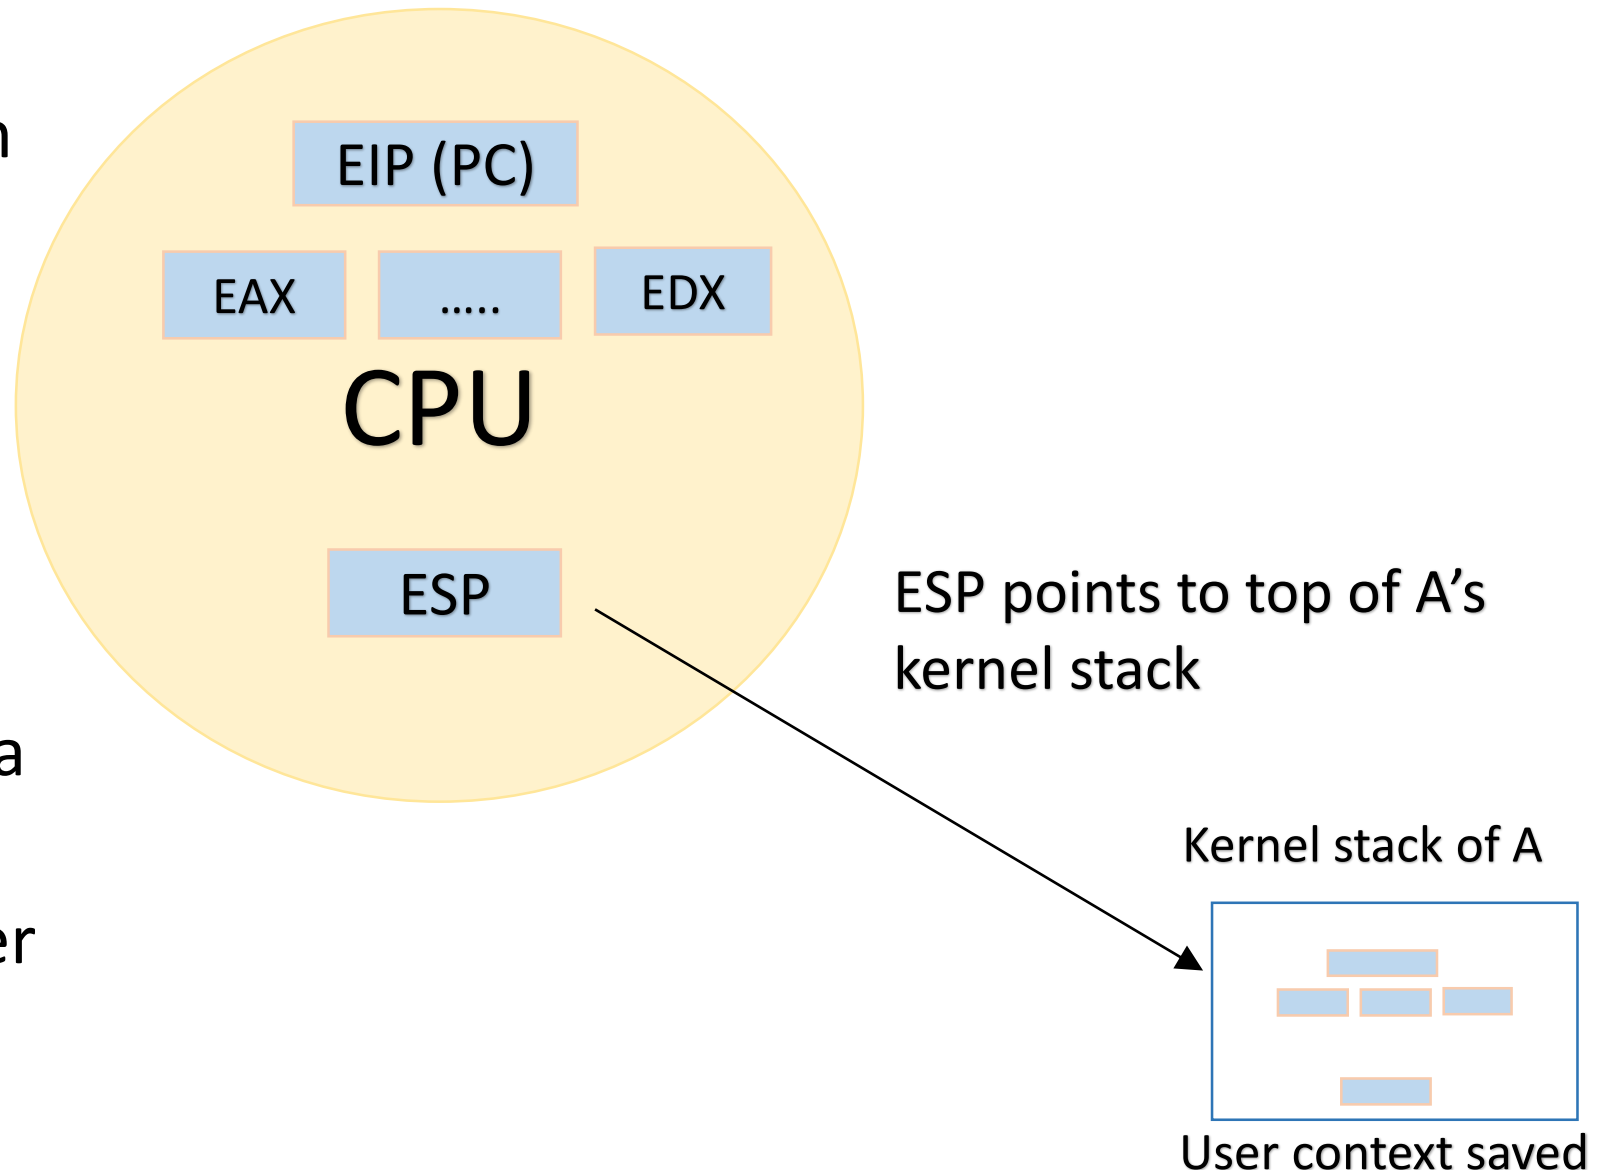 EIP (PC)
EAX
.....
EDX
CPU
ESP
ESP points to top of A’s
kernel stack
a
Kernel stack of A
er
User context saved